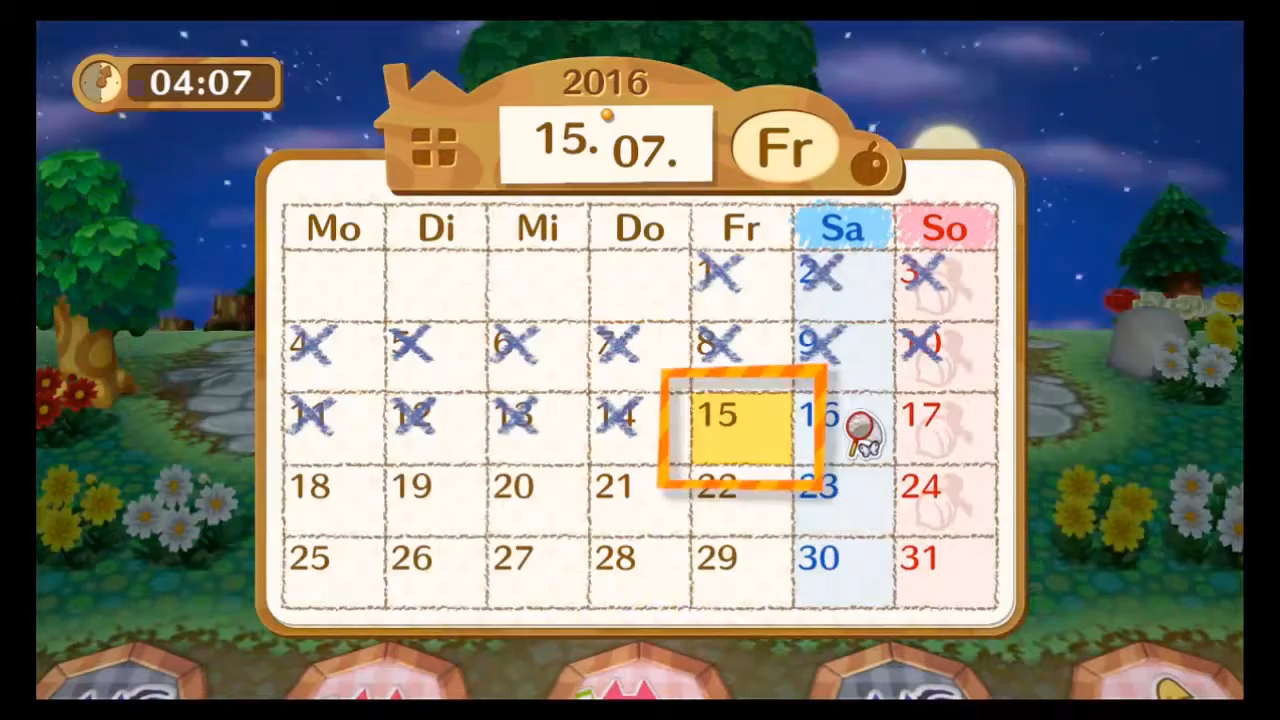 04:07
2016
15. 07.
Fr
Mo Di Mi Do Fr Sa So
1 2 3
4 5 6 7 8 9 10
11 12 13 14 15 16 17
18 19 20 21 22 23 24
25 26 27 28 29 30 31